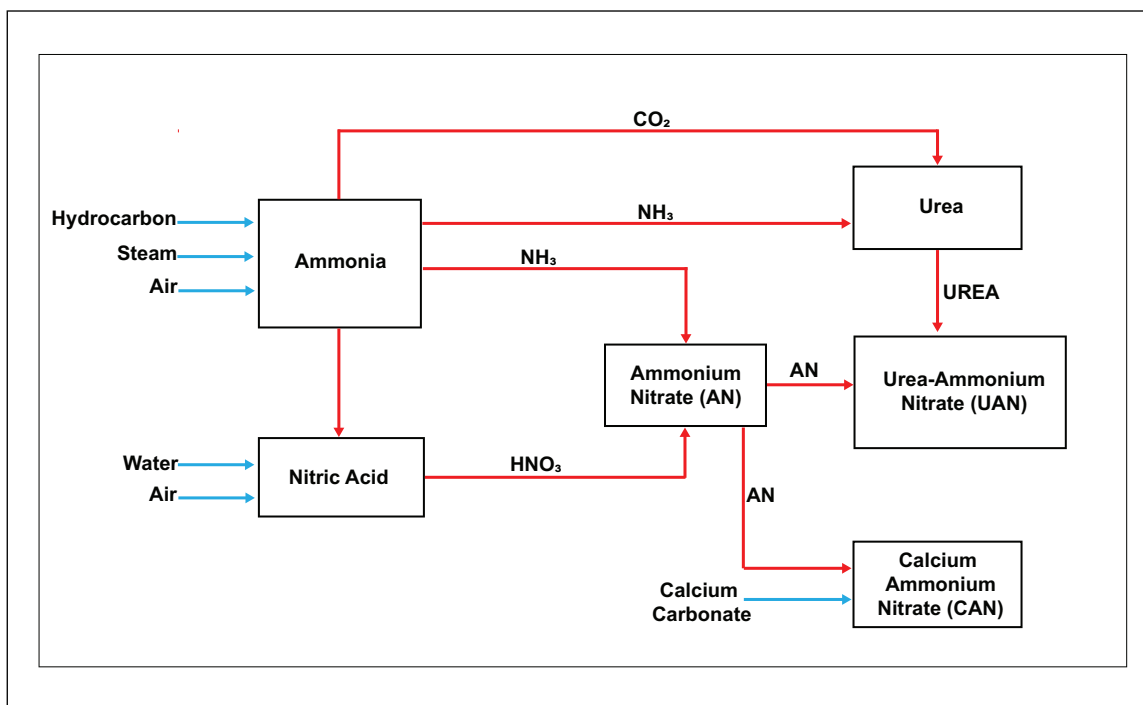 CO₂
Hydrocarbon
Steam
Air
Ammonia
NH₃
NH₃
Urea
UREA
Ammonium
Nitrate (AN)
AN
Urea-Ammonium
Nitrate (UAN)
Water
Air
Nitric Acid
HNO₃
AN
Calcium
Carbonate
Calcium
Ammonium
Nitrate (CAN)